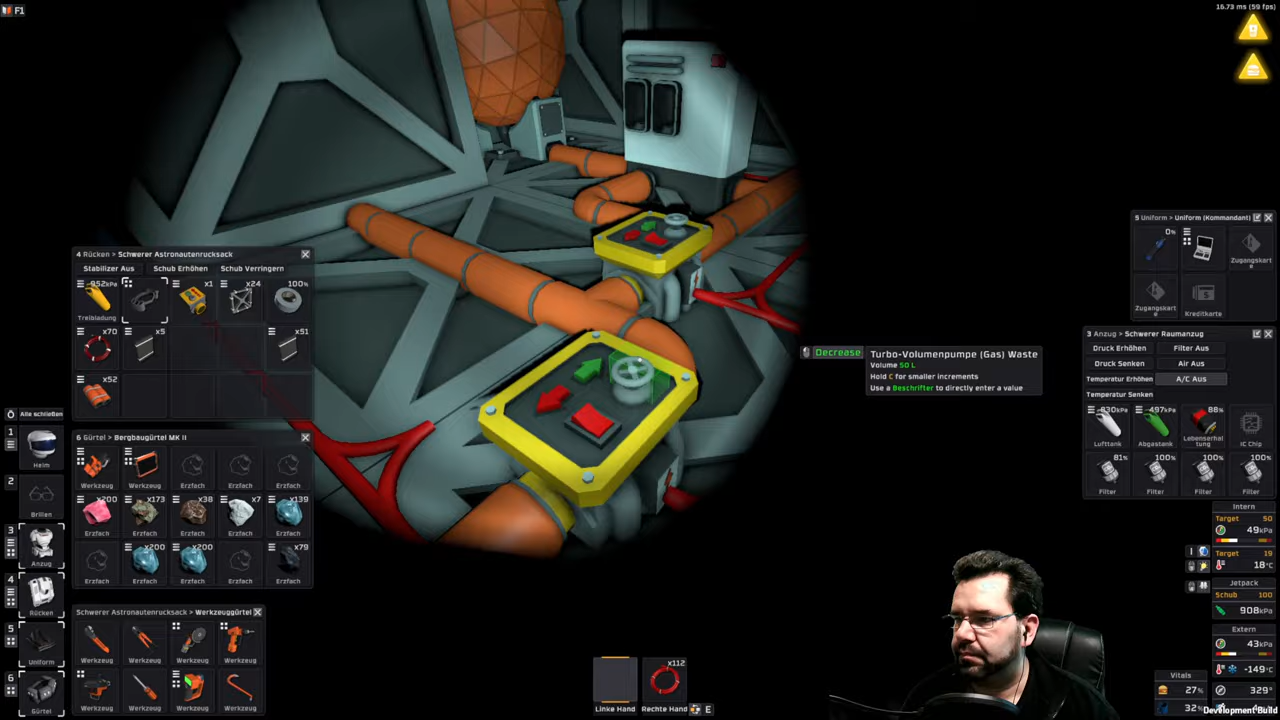 F1
16.73 ms (59 fps)
4 Rücken > Schwerer Astronautenrucksack
Stabilizer Aus Schub Erhöhen Schub Verringern
952kPa x1 x24 100%
Treibladung
x70 x5 x51
x52
Alle schließen
1
Helm
2
Brillen
3
Anzug
4
Rücken
5
Uniform
6
Gürtel
6 Gürtel > Bergbaugürtel MK II
Werkzeug Werkzeug Erzfach Erzfach Erzfach
x200 x173 x38 x7 x139
Erzfach Erzfach Erzfach Erzfach Erzfach
x200 x200 x79
Erzfach Erzfach Erzfach Erzfach Erzfach
Schwerer Astronautenrucksack > Werkzeuggürtel
Werkzeug Werkzeug Werkzeug Werkzeug
Werkzeug Werkzeug Werkzeug Werkzeug
Decrease
Turbo-Volumenpumpe (Gas) Waste
Volume 50 L
Hold C for smaller increments
Use a Beschrifter to directly enter a value
x112
Linke Hand Rechte Hand E
5 Uniform > Uniform (Kommandant)
0%
Zugangskarte
Zugangskarte Kreditkarte
3 Anzug > Schwerer Raumanzug
Druck Erhöhen Filter Aus
Druck Senken Air Aus
Temperatur Erhöhen A/C Aus
Temperatur Senken
830kPa 497kPa 88%
Lufttank Abgastank Lebenserhaltung IC Chip
81% 100% 100% 100%
Filter Filter Filter Filter
Intern
Target 50
49kPa
Target 19
18°C
Jetpack
Schub 100
908kPa
Extern
43kPa
-149°C
Vitals
27% 329°
32%
Development Build